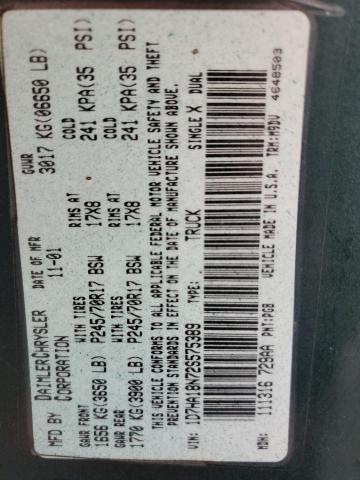 MFD BY DAIMLERCHRYSLER CORPORATION
DATE OF MFR 11-01
GVWR 3017 KG(06650 LB)
GAWR FRONT WITH TIRES RIMS AT COLD
1656 KG(3650 LB) P245/70R17 BSW 17X8 241 KPA(35 PSI)
GAWR REAR WITH TIRES RIMS AT COLD
1770 KG(3900 LB) P245/70R17 BSW 17X8 241 KPA(35 PSI)
THIS VEHICLE CONFORMS TO ALL APPLICABLE FEDERAL MOTOR VEHICLE SAFETY AND THEFT
PREVENTION STANDARDS IN EFFECT ON THE DATE OF MANUFACTURE SHOWN ABOVE.
VIN: 1D7HA18N72S575389 TYPE: TRUCK SINGLE X DUAL
MDH: 111316 729AA PNT:PGB VEHICLE MADE IN U.S.A. TRM:M9DV
4648503